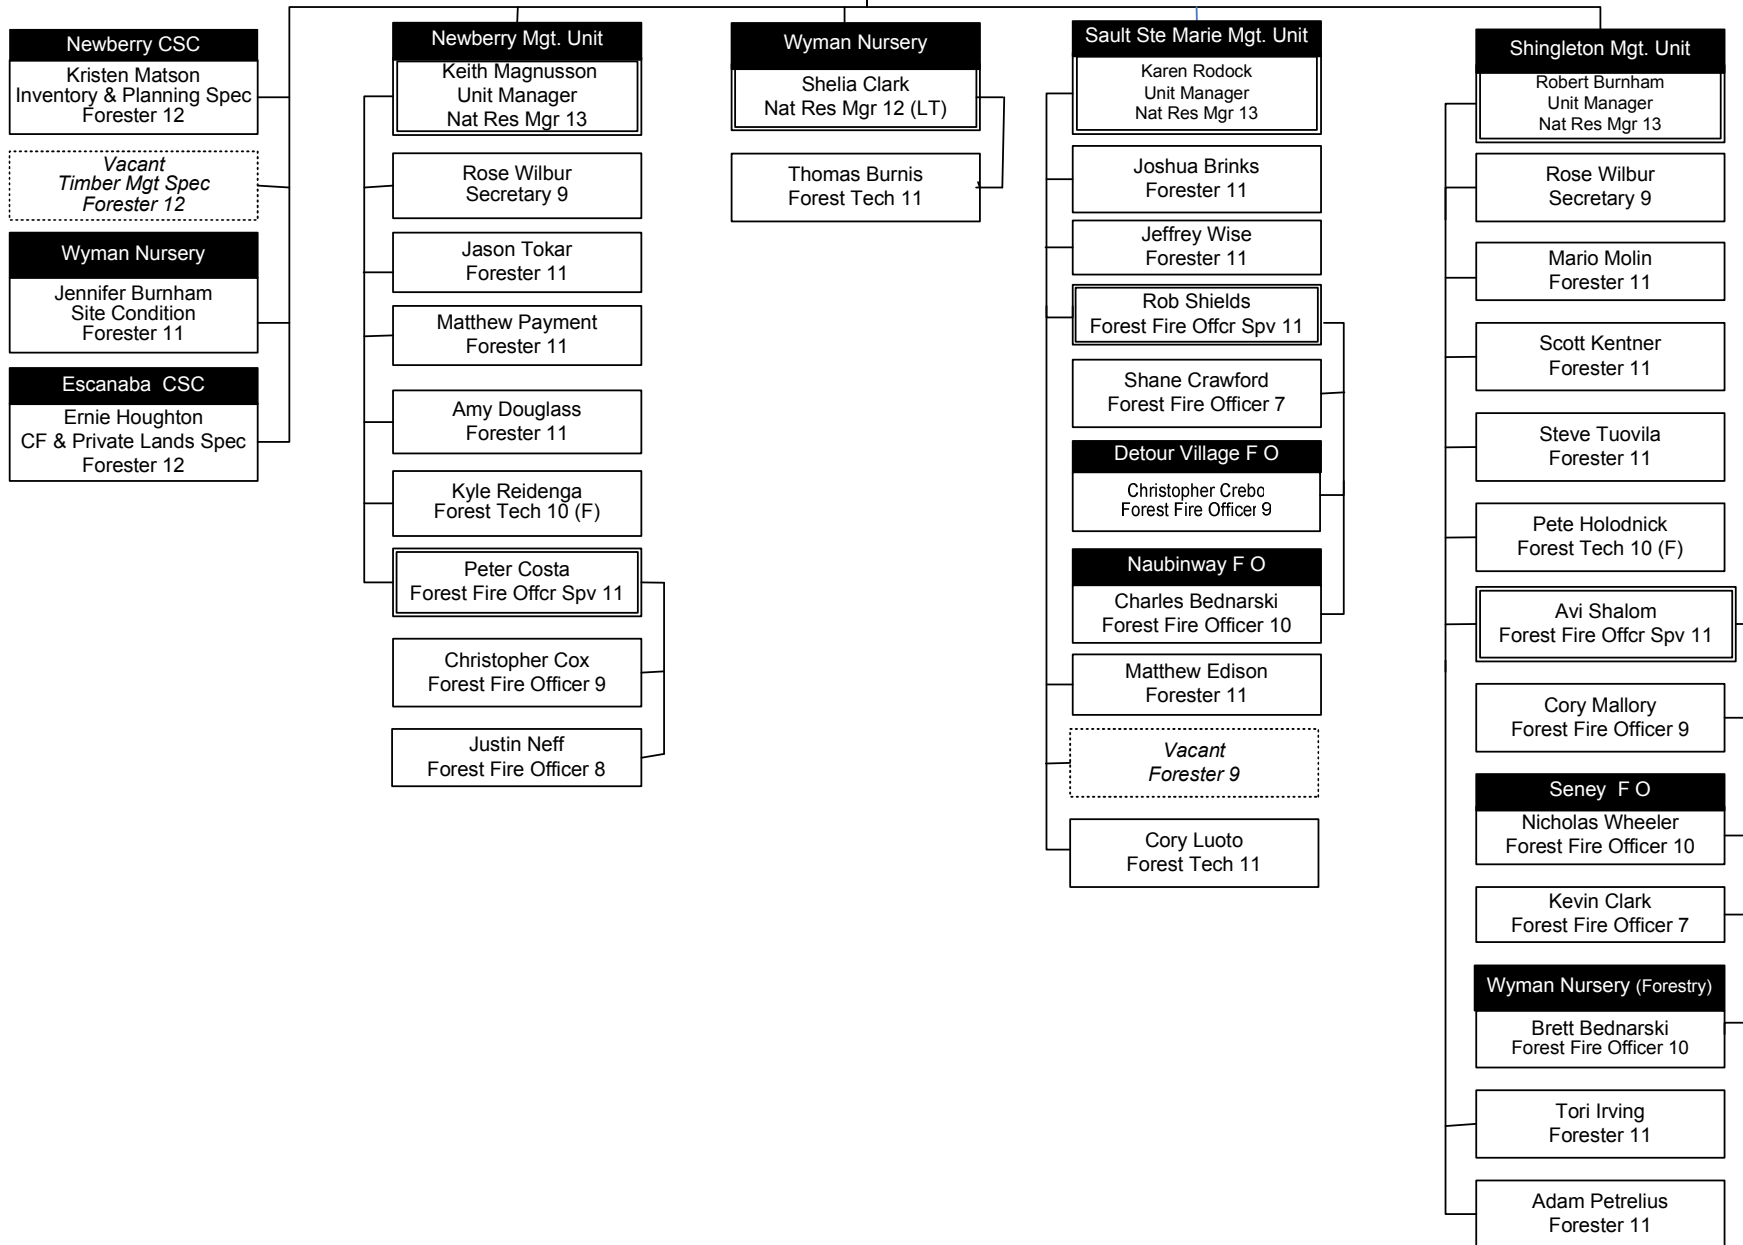 Newberry CSC
Kristen Matson
Inventory & Planning Spec
Forester 12
Vacant
Timber Mgt Spec
Forester 12
Wyman Nursery
Jennifer Burnham
Site Condition
Forester 11
Escanaba CSC
Ernie Houghton
CF & Private Lands Spec
Forester 12
Newberry Mgt. Unit
Keith Magnusson
Unit Manager
Nat Res Mgr 13
Rose Wilbur
Secretary 9
Jason Tokar
Forester 11
Matthew Payment
Forester 11
Amy Douglass
Forester 11
Kyle Reidenga
Forest Tech 10 (F)
Peter Costa
Forest Fire Offcr Spv 11
Christopher Cox
Forest Fire Officer 9
Justin Neff
Forest Fire Officer 8
Wyman Nursery
Shelia Clark
Nat Res Mgr 12 (LT)
Thomas Burnis
Forest Tech 11
Sault Ste Marie Mgt. Unit
Karen Rodock
Unit Manager
Nat Res Mgr 13
Joshua Brinks
Forester 11
Jeffrey Wise
Forester 11
Rob Shields
Forest Fire Offcr Spv 11
Shane Crawford
Forest Fire Officer 7
Detour Village F O
Christopher Crebo
Forest Fire Officer 9
Naubinway F O
Charles Bednarski
Forest Fire Officer 10
Matthew Edison
Forester 11
Vacant
Forester 9
Cory Luoto
Forest Tech 11
Shingleton Mgt. Unit
Robert Burnham
Unit Manager
Nat Res Mgr 13
Rose Wilbur
Secretary 9
Mario Molin
Forester 11
Scott Kentner
Forester 11
Steve Tuovila
Forester 11
Pete Holodnick
Forest Tech 10 (F)
Avi Shalom
Forest Fire Offcr Spv 11
Cory Mallory
Forest Fire Officer 9
Seney F O
Nicholas Wheeler
Forest Fire Officer 10
Kevin Clark
Forest Fire Officer 7
Wyman Nursery (Forestry)
Brett Bednarski
Forest Fire Officer 10
Tori Irving
Forester 11
Adam Petrelius
Forester 11